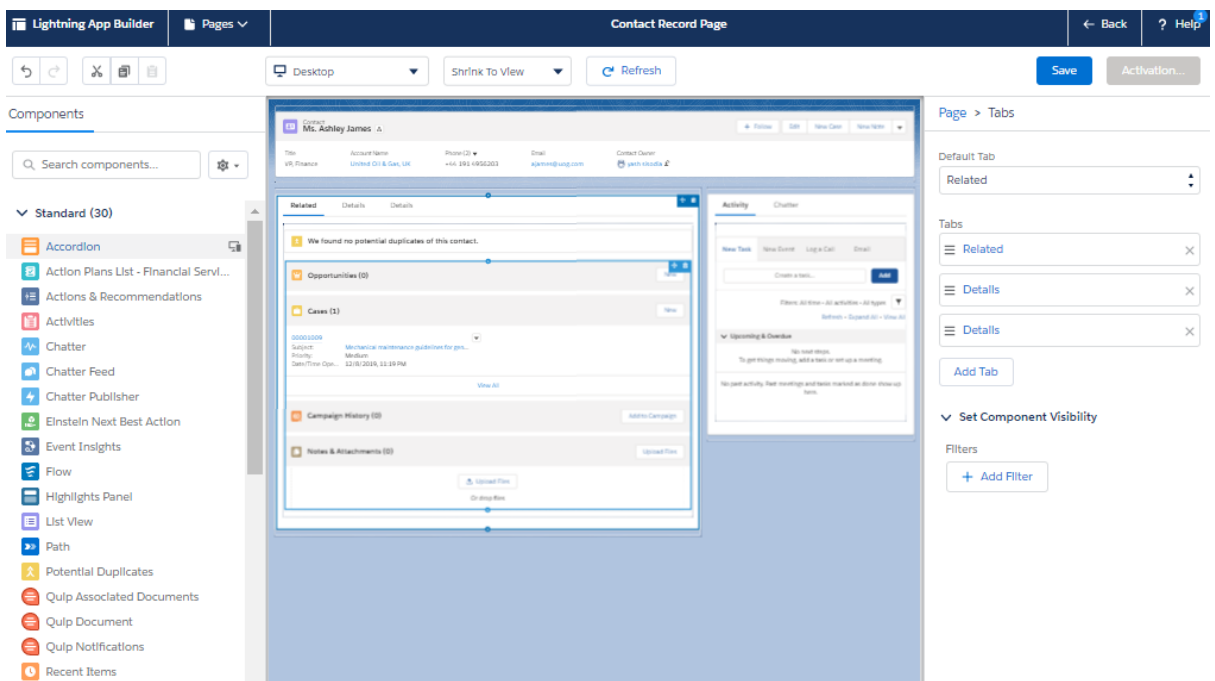 Lightning App Builder
Pages
Contact Record Page
Back
? Help
1
Desktop
Shrink To View
Refresh
Save
Activation...
Components
Search components...
Standard (30)
Accordion
Action Plans List - Financial Servi...
Actions & Recommendations
Activities
Chatter
Chatter Feed
Chatter Publisher
Einstein Next Best Action
Event Insights
Flow
Highlights Panel
List View
Path
Potential Duplicates
Quip Associated Documents
Quip Document
Quip Notifications
Recent Items
Contact
Ms. Ashley James
+ Follow Edit New Case New Note
Title Account Name Phone (2) Email Contact Owner
VP, Finance United Oil & Gas, UK +44 191 4956203 ajames@uog.com
Related Details Details
We found no potential duplicates of this contact.
Opportunities (0)
New
Cases (1)
New
00001009
Subject: Mechanical maintenance guidelines for gen...
Priority: Medium
Date/Time Ope... 12/8/2019, 11:19 PM
View All
Campaign History (0)
Add to Campaign
Notes & Attachments (0)
Upload Files
Upload Files
Or drop files
Activity Chatter
New Task New Event Log a Call Email
Create a task...
Add
Filters: All time • All activities • All types
Refresh • Expand All • View All
Upcoming & Overdue
No next steps.
To get things moving, add a task or set up a meeting.
No past activity. Past meetings and tasks marked as done show up
here.
Page > Tabs
Default Tab
Related
Tabs
Related
Details
Details
Add Tab
Set Component Visibility
Filters
+ Add Filter